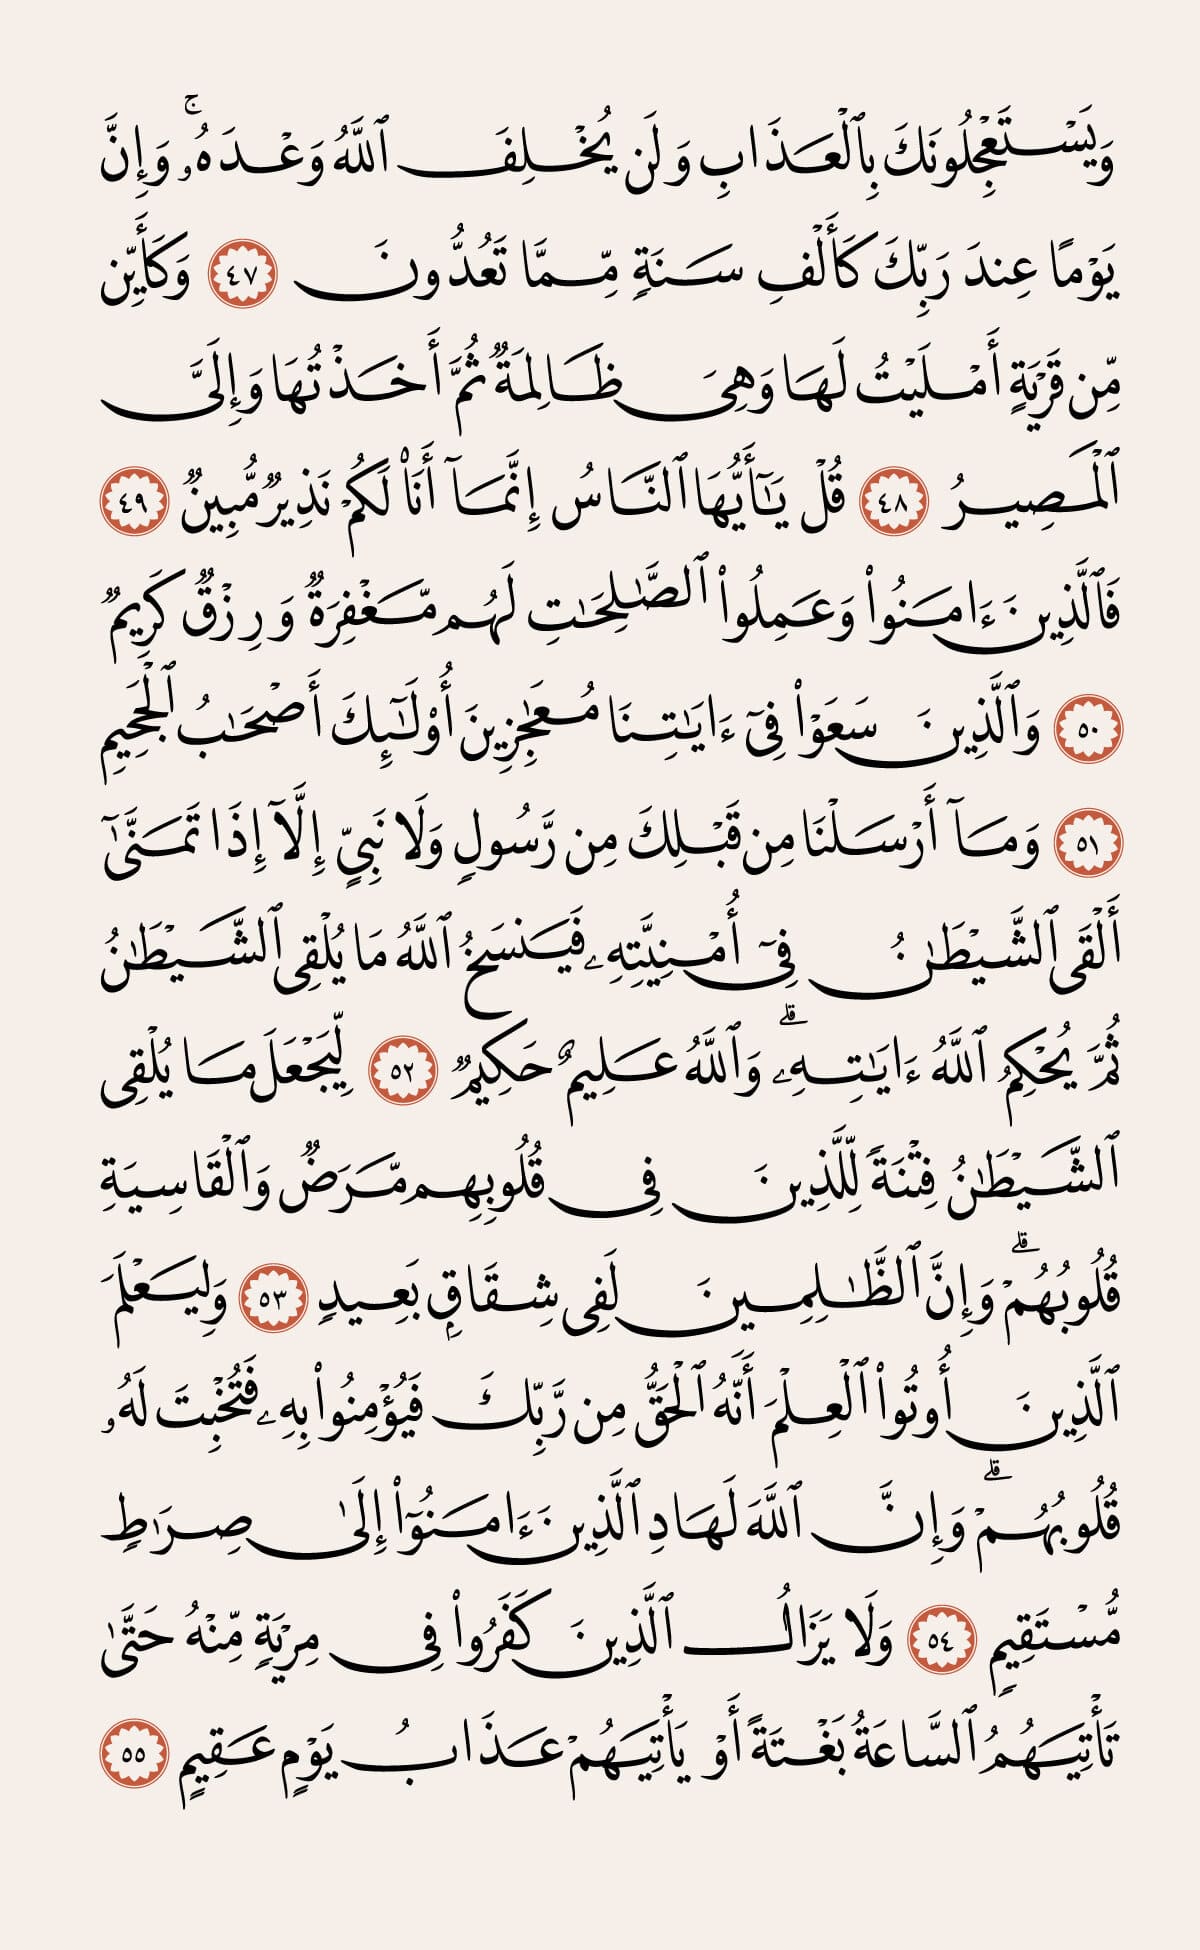 وَيَسْتَعْجِلُونَكَ بِٱلْعَذَابِ وَلَن يُخْلِفَ ٱللَّهُ وَعْدَهُۥۚ وَإِنَّ
يَوْمًا عِندَ رَبِّكَ كَأَلْفِ سَنَةٍ مِّمَّا تَعُدُّونَ ٤٧ وَكَأَيِّن
مِّن قَرْيَةٍ أَمْلَيْتُ لَهَا وَهِىَ ظَالِمَةٌ ثُمَّ أَخَذْتُهَا وَإِلَىَّ
ٱلْمَصِيرُ ٤٨ قُلْ يَـٰٓأَيُّهَا ٱلنَّاسُ إِنَّمَآ أَنَا۠ لَكُمْ نَذِيرٌ مُّبِينٌ ٤٩
فَٱلَّذِينَ ءَامَنُوا۟ وَعَمِلُوا۟ ٱلصَّـٰلِحَـٰتِ لَهُم مَّغْفِرَةٌ وَرِزْقٌ كَرِيمٌ
٥٠ وَٱلَّذِينَ سَعَوْا۟ فِىٓ ءَايَـٰتِنَا مُعَـٰجِزِينَ أُو۟لَـٰٓئِكَ أَصْحَـٰبُ ٱلْجَحِيمِ
٥١ وَمَآ أَرْسَلْنَا مِن قَبْلِكَ مِن رَّسُولٍ وَلَا نَبِىٍّ إِلَّآ إِذَا تَمَنَّىٰٓ
أَلْقَى ٱلشَّيْطَـٰنُ فِىٓ أُمْنِيَّتِهِۦ فَيَنسَخُ ٱللَّهُ مَا يُلْقِى ٱلشَّيْطَـٰنُ
ثُمَّ يُحْكِمُ ٱللَّهُ ءَايَـٰتِهِۦۗ وَٱللَّهُ عَلِيمٌ حَكِيمٌ ٥٢ لِّيَجْعَلَ مَا يُلْقِى
ٱلشَّيْطَـٰنُ فِتْنَةً لِّلَّذِينَ فِى قُلُوبِهِم مَّرَضٌ وَٱلْقَاسِيَةِ
قُلُوبُهُمْۗ وَإِنَّ ٱلظَّـٰلِمِينَ لَفِى شِقَاقٍۭ بَعِيدٍ ٥٣ وَلِيَعْلَمَ
ٱلَّذِينَ أُوتُوا۟ ٱلْعِلْمَ أَنَّهُ ٱلْحَقُّ مِن رَّبِّكَ فَيُؤْمِنُوا۟ بِهِۦ فَتُخْبِتَ لَهُۥ
قُلُوبُهُمْۗ وَإِنَّ ٱللَّهَ لَهَادِ ٱلَّذِينَ ءَامَنُوٓا۟ إِلَىٰ صِرَٰطٍ
مُّسْتَقِيمٍ ٥٤ وَلَا يَزَالُ ٱلَّذِينَ كَفَرُوا۟ فِى مِرْيَةٍ مِّنْهُ حَتَّىٰ
تَأْتِيَهُمُ ٱلسَّاعَةُ بَغْتَةً أَوْ يَأْتِيَهُمْ عَذَابُ يَوْمٍ عَقِيمٍ ٥٥